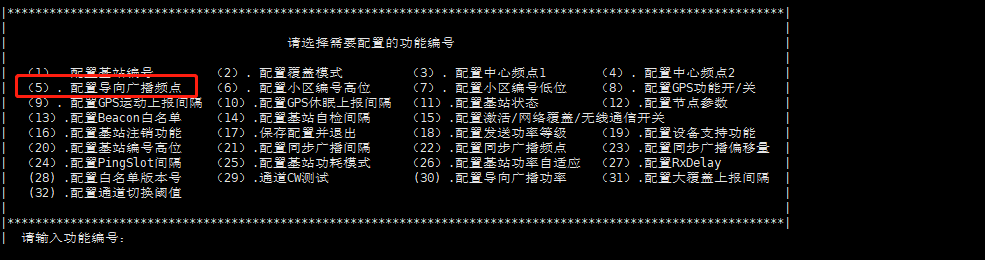 |***************************************************************************************************************|
请选择需要配置的功能编号
(1) .配置基站编号 (2) .配置覆盖模式 (3) .配置中心频点1 (4) .配置中心频点2
(5) .配置导向广播频点 (6) .配置小区编号高位 (7) .配置小区编号低位 (8) .配置GPS功能开/关
(9) .配置GPS运动上报间隔 (10) .配置GPS休眠上报间隔 (11) .配置基站状态 (12) .配置节点参数
(13) .配置Beacon白名单 (14) .配置基站自检间隔 (15) .配置激活/网络覆盖/无线通信开关
(16) .配置基站注销功能 (17) .保存配置并退出 (18) .配置发送功率等级 (19) .配置设备支持功能
(20) .配置基站编号高位 (21) .配置同步广播间隔 (22) .配置同步广播频点 (23) .配置同步广播偏移量
(24) .配置PingSlot间隔 (25) .配置基站功耗模式 (26) .配置基站功率自适应 (27) .配置RxDelay
(28) .配置白名单版本号 (29) .通道CW测试 (30) .配置导向广播功率 (31) .配置大覆盖上报间隔
(32) .配置通道切换阈值
|***************************************************************************************************************|
| 请输入功能编号: